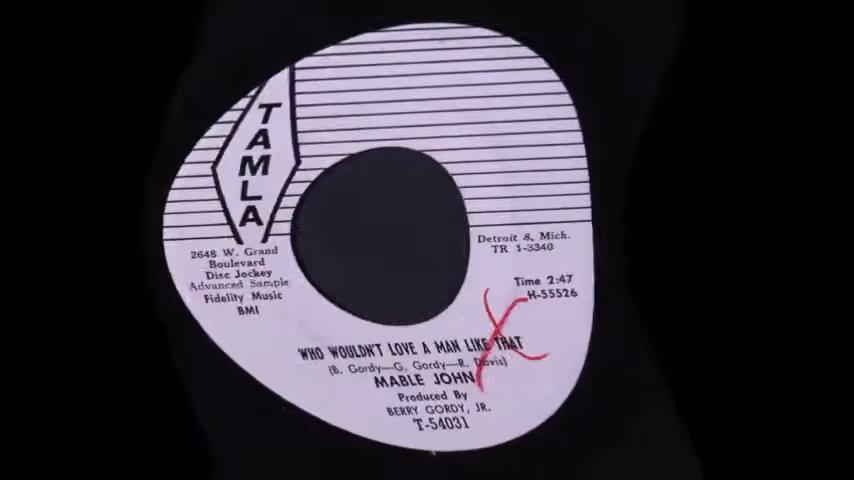 TAMLA
2648 W. Grand
Boulevard
Disc Jockey
Advanced Sample
Fidelity Music
BMI
Detroit 8, Mich.
TR 1-3340
Time 2:47
H-55526
WHO WOULDN'T LOVE A MAN LIKE THAT
(B. Gordy—G. Gordy—R. Davis)
MABLE JOHN
Produced By
BERRY GORDY, JR.
T-54031